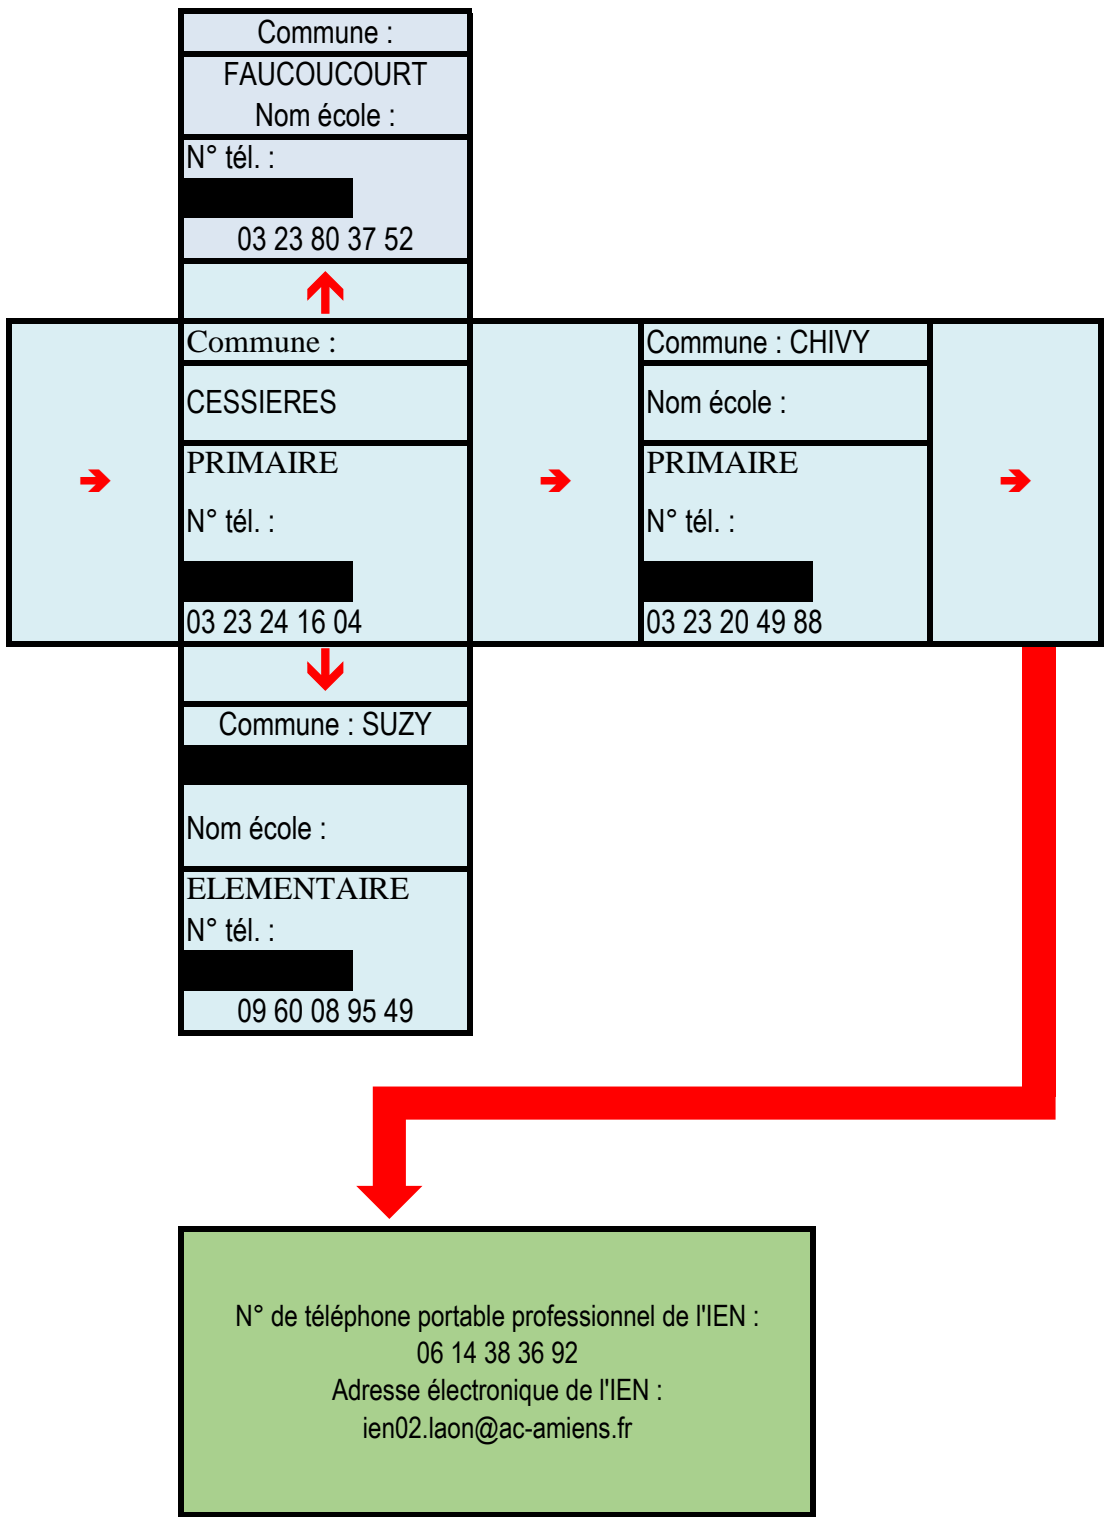 Commune :
FAUCOUCOURT
Nom école :
N° tél. :
03 23 80 37 52
Commune :
CESSIERES
PRIMAIRE
N° tél. :
03 23 24 16 04
Commune : CHIVY
Nom école :
PRIMAIRE
N° tél. :
03 23 20 49 88
Commune : SUZY
Nom école :
ELEMENTAIRE
N° tél. :
09 60 08 95 49
N° de téléphone portable professionnel de l'IEN :
06 14 38 36 92
Adresse électronique de l'IEN :
ien02.laon@ac-amiens.fr